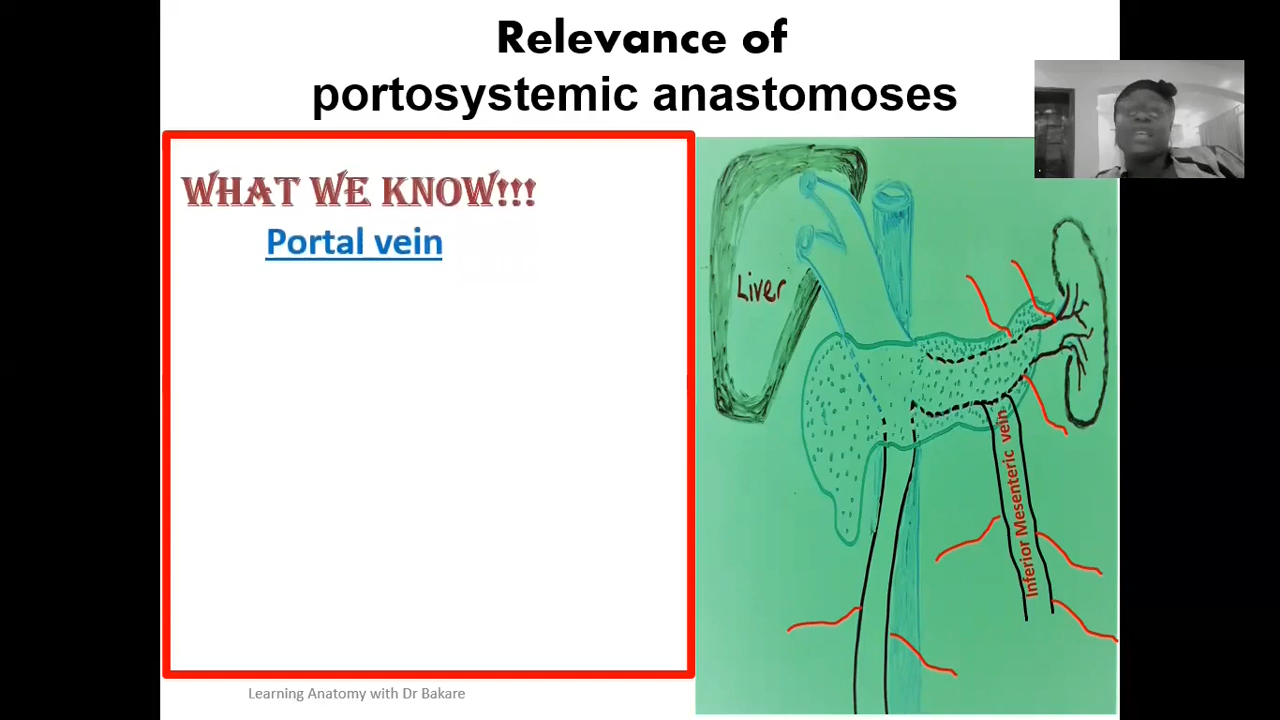 Relevance of
portosystemic anastomoses
WHAT WE KNOW!!!
Portal vein
Liver
Inferior Mesenteric vein
Learning Anatomy with Dr Bakare